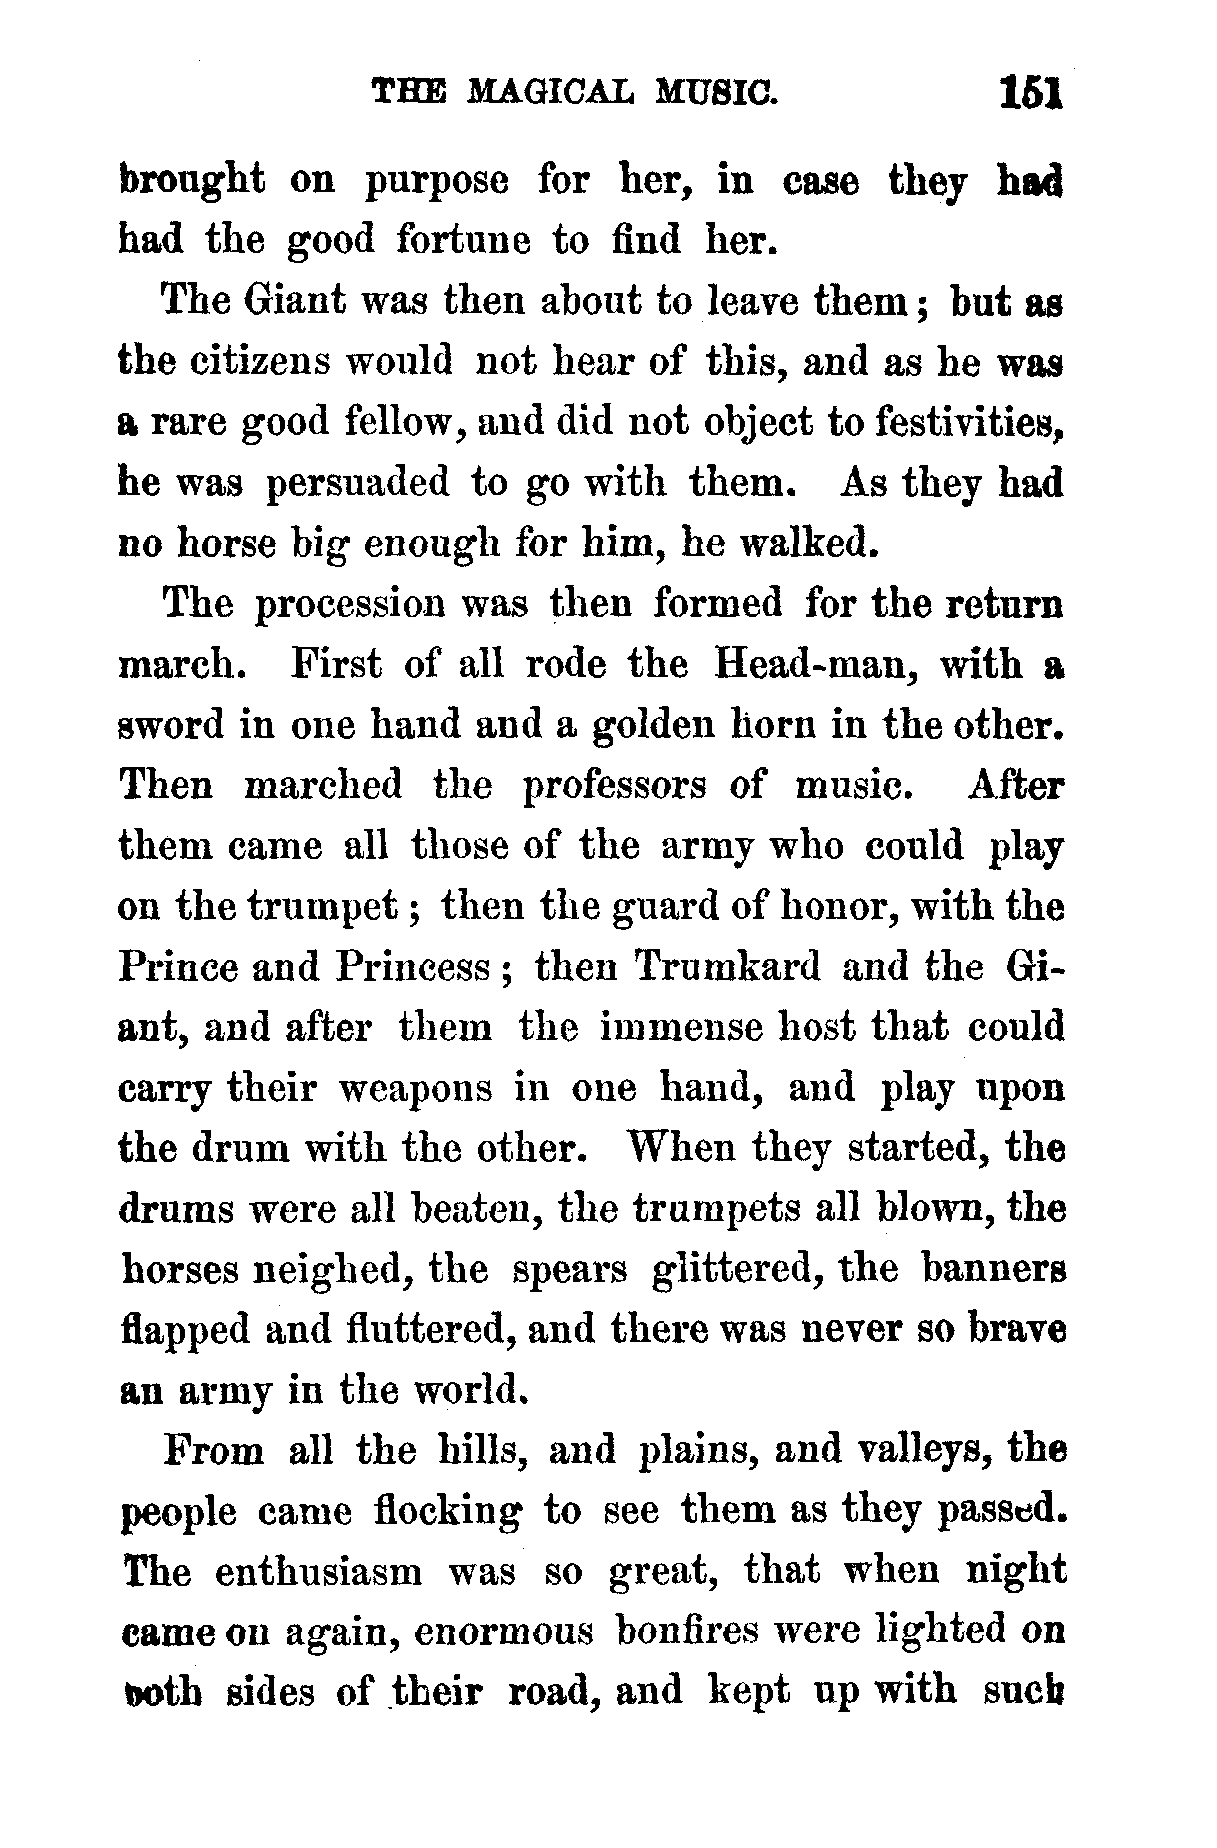 THE MAGICAL MUSIC. 151
brought on purpose for her, in case they had
had the good fortune to find her.
The Giant was then about to leave them; but as
the citizens would not hear of this, and as he was
a rare good fellow, and did not object to festivities,
he was persuaded to go with them. As they had
no horse big enough for him, he walked.
The procession was then formed for the return
march. First of all rode the Head-man, with a
sword in one hand and a golden horn in the other.
Then marched the professors of music. After
them came all those of the army who could play
on the trumpet; then the guard of honor, with the
Prince and Princess; then Trumkard and the Gi-
ant, and after them the immense host that could
carry their weapons in one hand, and play upon
the drum with the other. When they started, the
drums were all beaten, the trumpets all blown, the
horses neighed, the spears glittered, the banners
flapped and fluttered, and there was never so brave
an army in the world.
From all the hills, and plains, and valleys, the
people came flocking to see them as they passed.
The enthusiasm was so great, that when night
came on again, enormous bonfires were lighted on
both sides of their road, and kept up with such